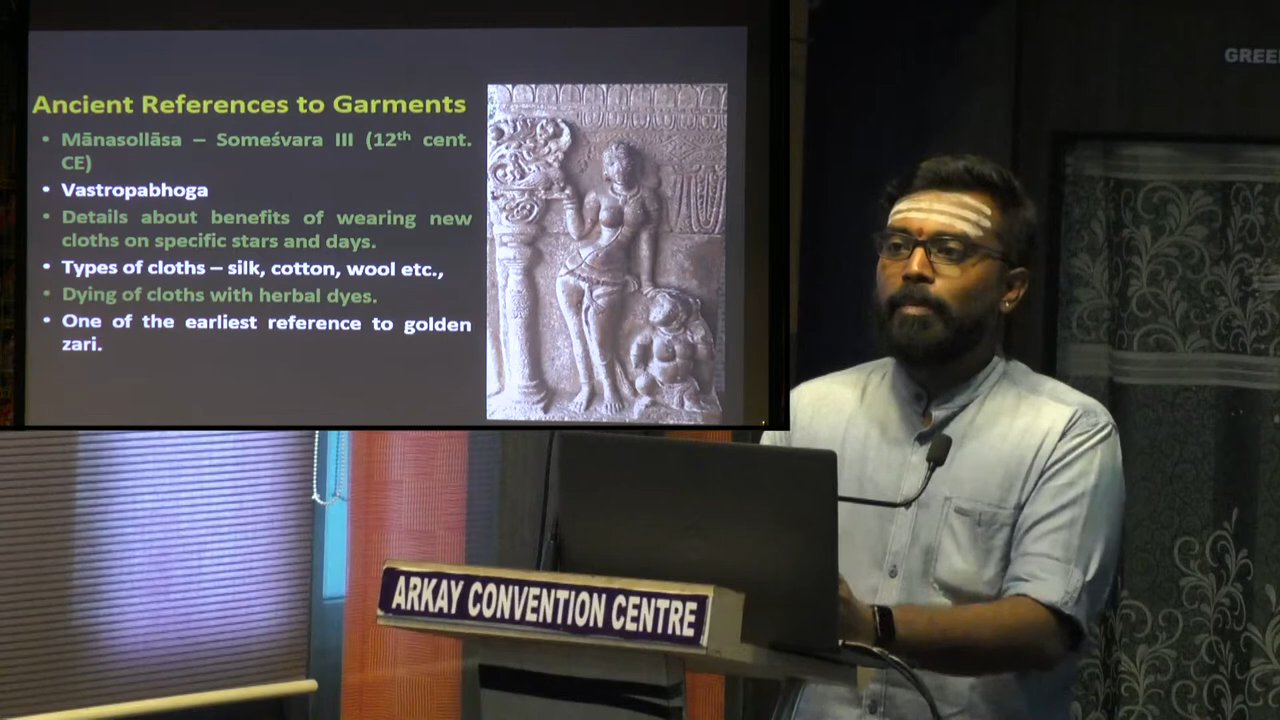 Ancient References to Garments
• Mānasollāsa – Someśvara III (12th cent.
CE)
• Vastropabhoga
• Details about benefits of wearing new
cloths on specific stars and days.
• Types of cloths – silk, cotton, wool etc.,
• Dying of cloths with herbal dyes.
• One of the earliest reference to golden
zari.
GREE
ARKAY CONVENTION CENTRE